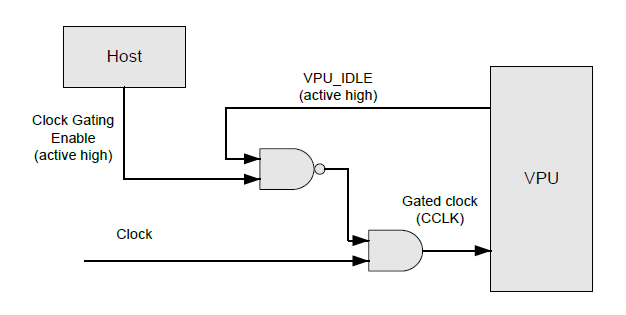 Host
VPU_IDLE
(active high)
Clock Gating
Enable
(active high)
VPU
Gated clock
(CCLK)
Clock